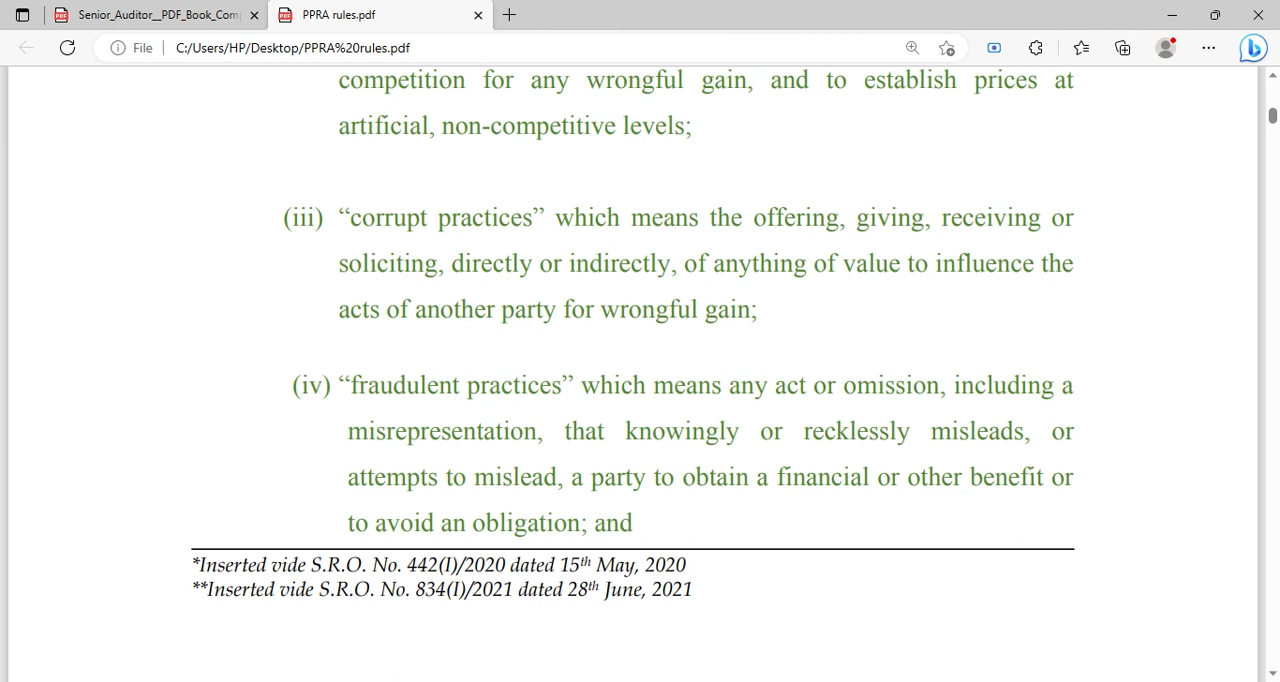 Senior_Auditor__PDF_Book_Com
PPRA rules.pdf
File
C:/Users/HP/Desktop/PPRA%20rules.pdf
competition for any wrongful gain, and to establish prices at
artificial, non-competitive levels;
(iii) “corrupt practices” which means the offering, giving, receiving or
soliciting, directly or indirectly, of anything of value to influence the
acts of another party for wrongful gain;
(iv) “fraudulent practices” which means any act or omission, including a
misrepresentation, that knowingly or recklessly misleads, or
attempts to mislead, a party to obtain a financial or other benefit or
to avoid an obligation; and
*Inserted vide S.R.O. No. 442(I)/2020 dated 15th May, 2020
**Inserted vide S.R.O. No. 834(I)/2021 dated 28th June, 2021